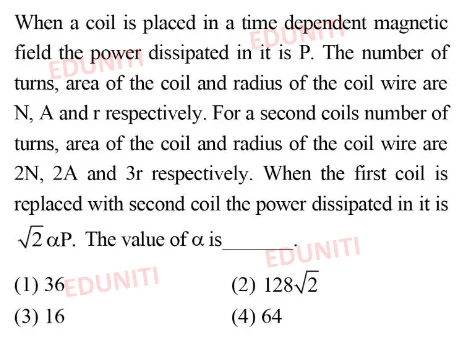 When a coil is placed in a time dependent magnetic
field the power dissipated in it is P. The number of
turns, area of the coil and radius of the coil wire are
N, A and r respectively. For a second coils number of
turns, area of the coil and radius of the coil wire are
2N, 2A and 3r respectively. When the first coil is
replaced with second coil the power dissipated in it is
√2 αP. The value of α is_______.
(1) 36 (2) 128√2
(3) 16 (4) 64
EDUNITI
EDUNITI
EDUNITI
EDUNITI